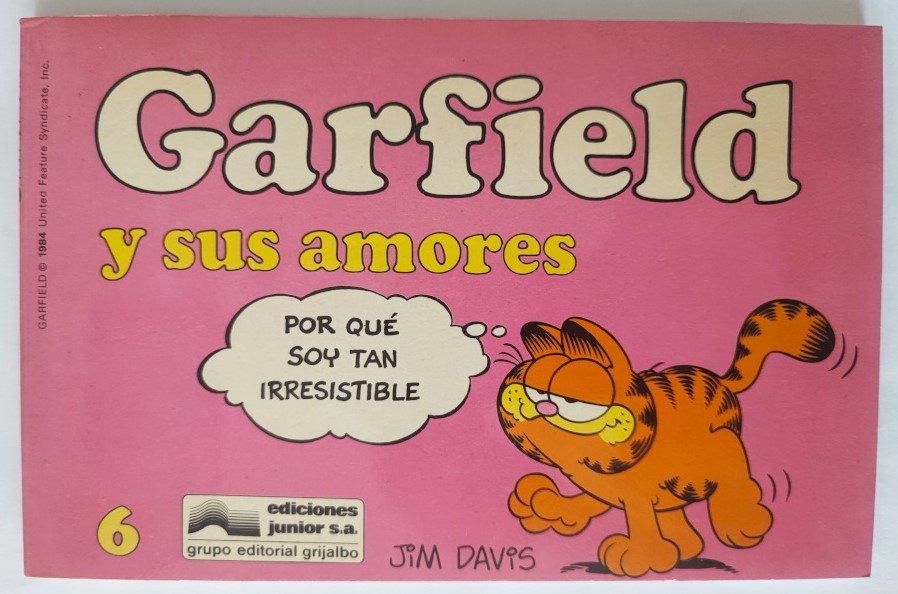 Garfield
y sus amores
POR QUÉ
SOY TAN
IRRESISTIBLE
6
ediciones
junior s.a.
grupo editorial grijalbo
JIM DAVIS
GARFIELD © 1984 United Feature Syndicate, Inc.